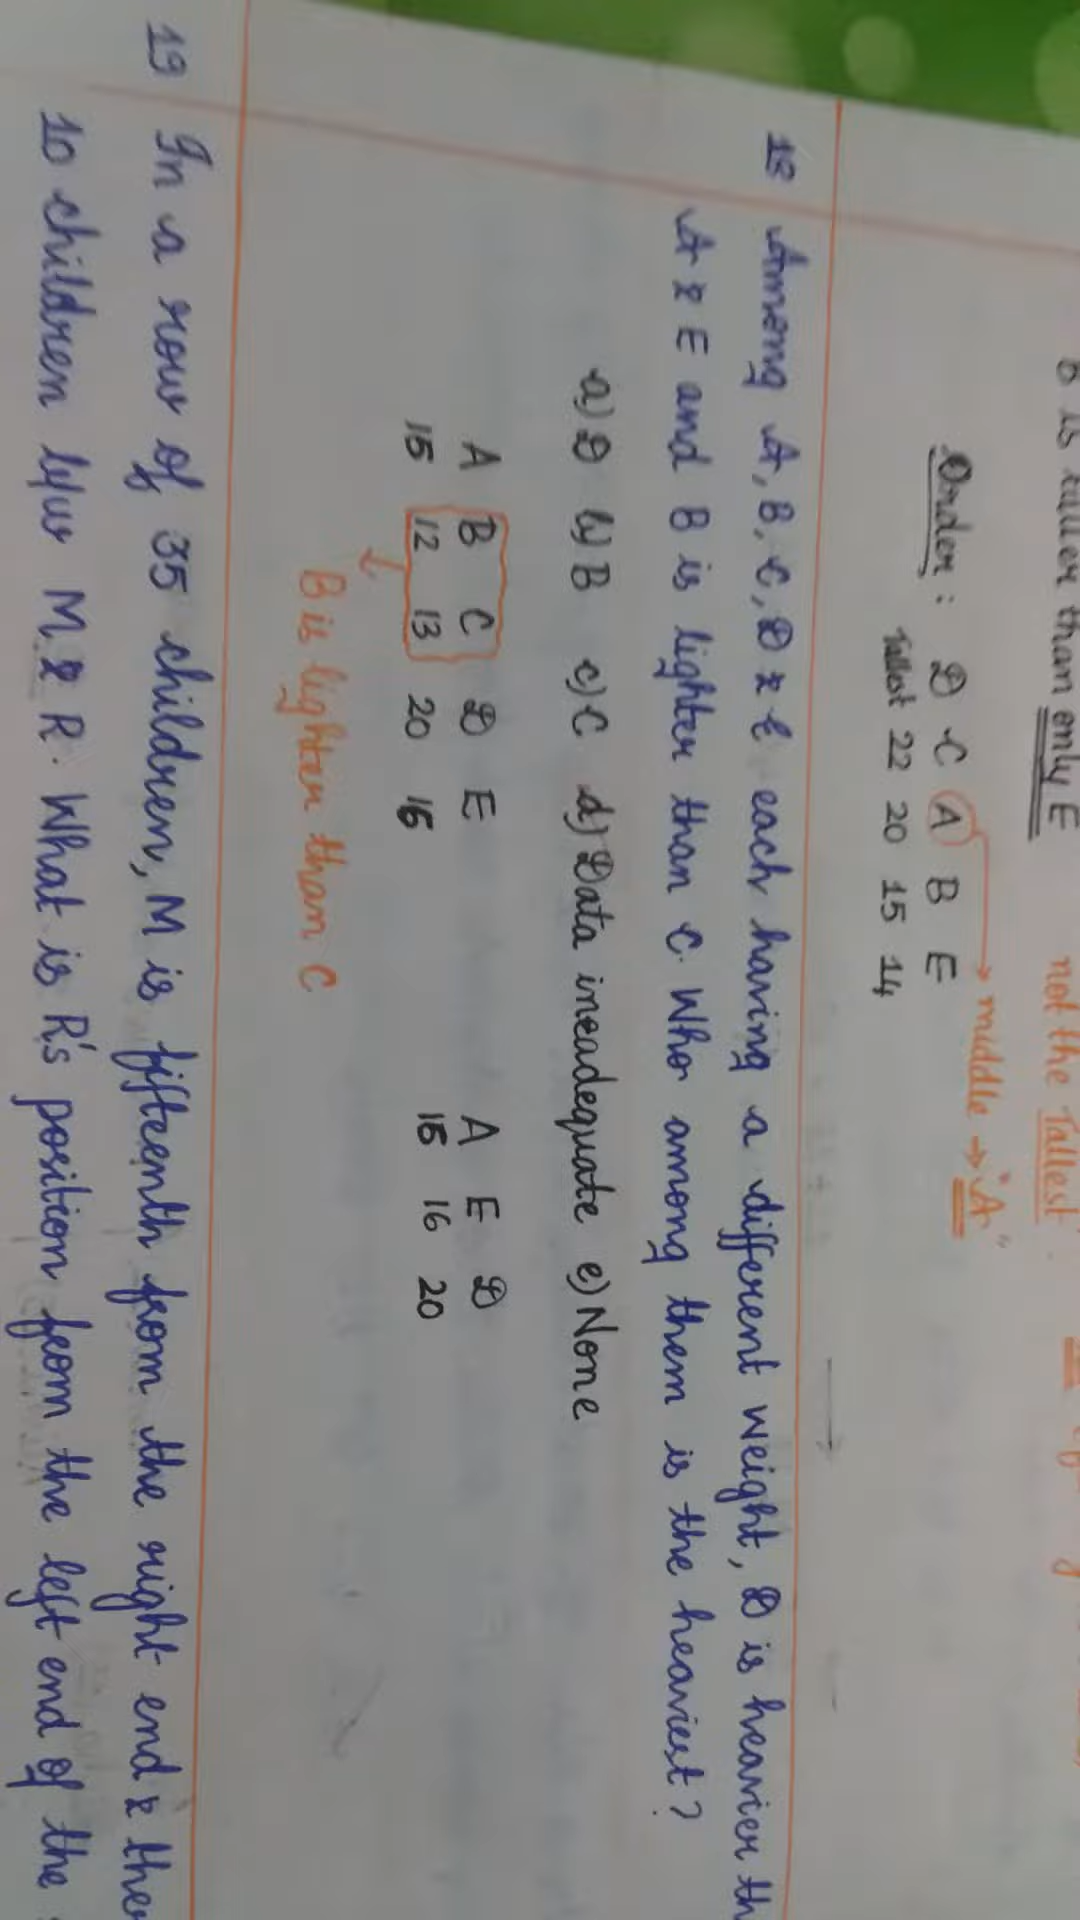 B is taller than only E not the Tallest
Order : D C A B E → middle → "A"
Tallest 22 20 15 14
18 Among A, B, C, D & E each having a different weight, D is heavier th
A & E and B is lighter than C. Who among them is the heaviest?
a) D b) B c) C d) Data inadequate e) None
A B C D E A E D
15 12 13 20 16 15 16 20
B is lighter than C
19 In a row of 35 children, M is fifteenth from the right end & ther
10 children b/w M & R. What is R's position from the left end of the